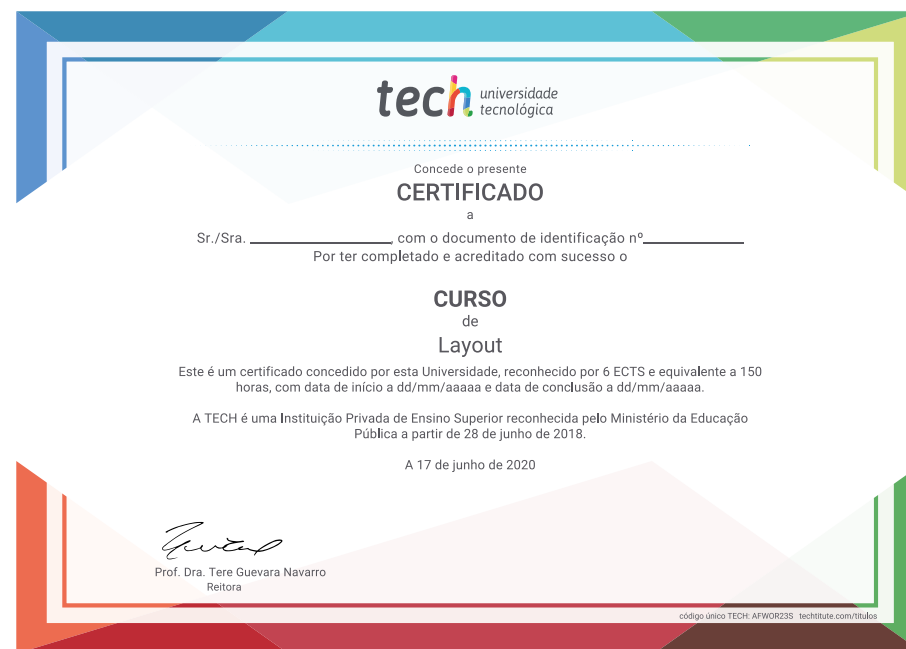 tech universidade
tecnológica
Concede o presente
CERTIFICADO
a
Sr./Sra. ________________, com o documento de identificação nº____________
Por ter completado e acreditado com sucesso o
CURSO
de
Layout
Este é um certificado concedido por esta Universidade, reconhecido por 6 ECTS e equivalente a 150
horas, com data de início a dd/mm/aaaaa e data de conclusão a dd/mm/aaaaa.
A TECH é uma Instituição Privada de Ensino Superior reconhecida pelo Ministério da Educação
Pública a partir de 28 de junho de 2018.
A 17 de junho de 2020
Prof. Dra. Tere Guevara Navarro
Reitora
código único TECH: AFWOR23S techtitute.com/titulos